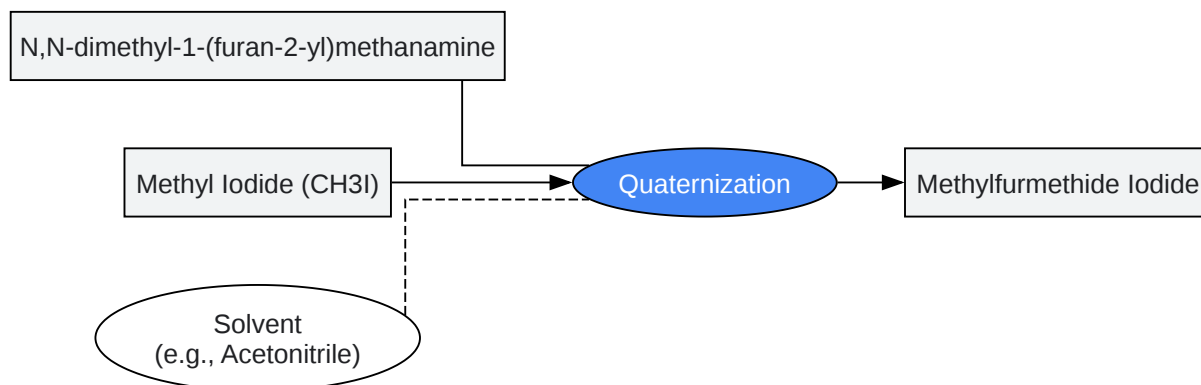 N,N-dimethyl-1-(furan-2-yl)methanamine
Methyl Iodide (CH3I)
Quaternization
Methylfurmethide Iodide
Solvent
(e.g., Acetonitrile)